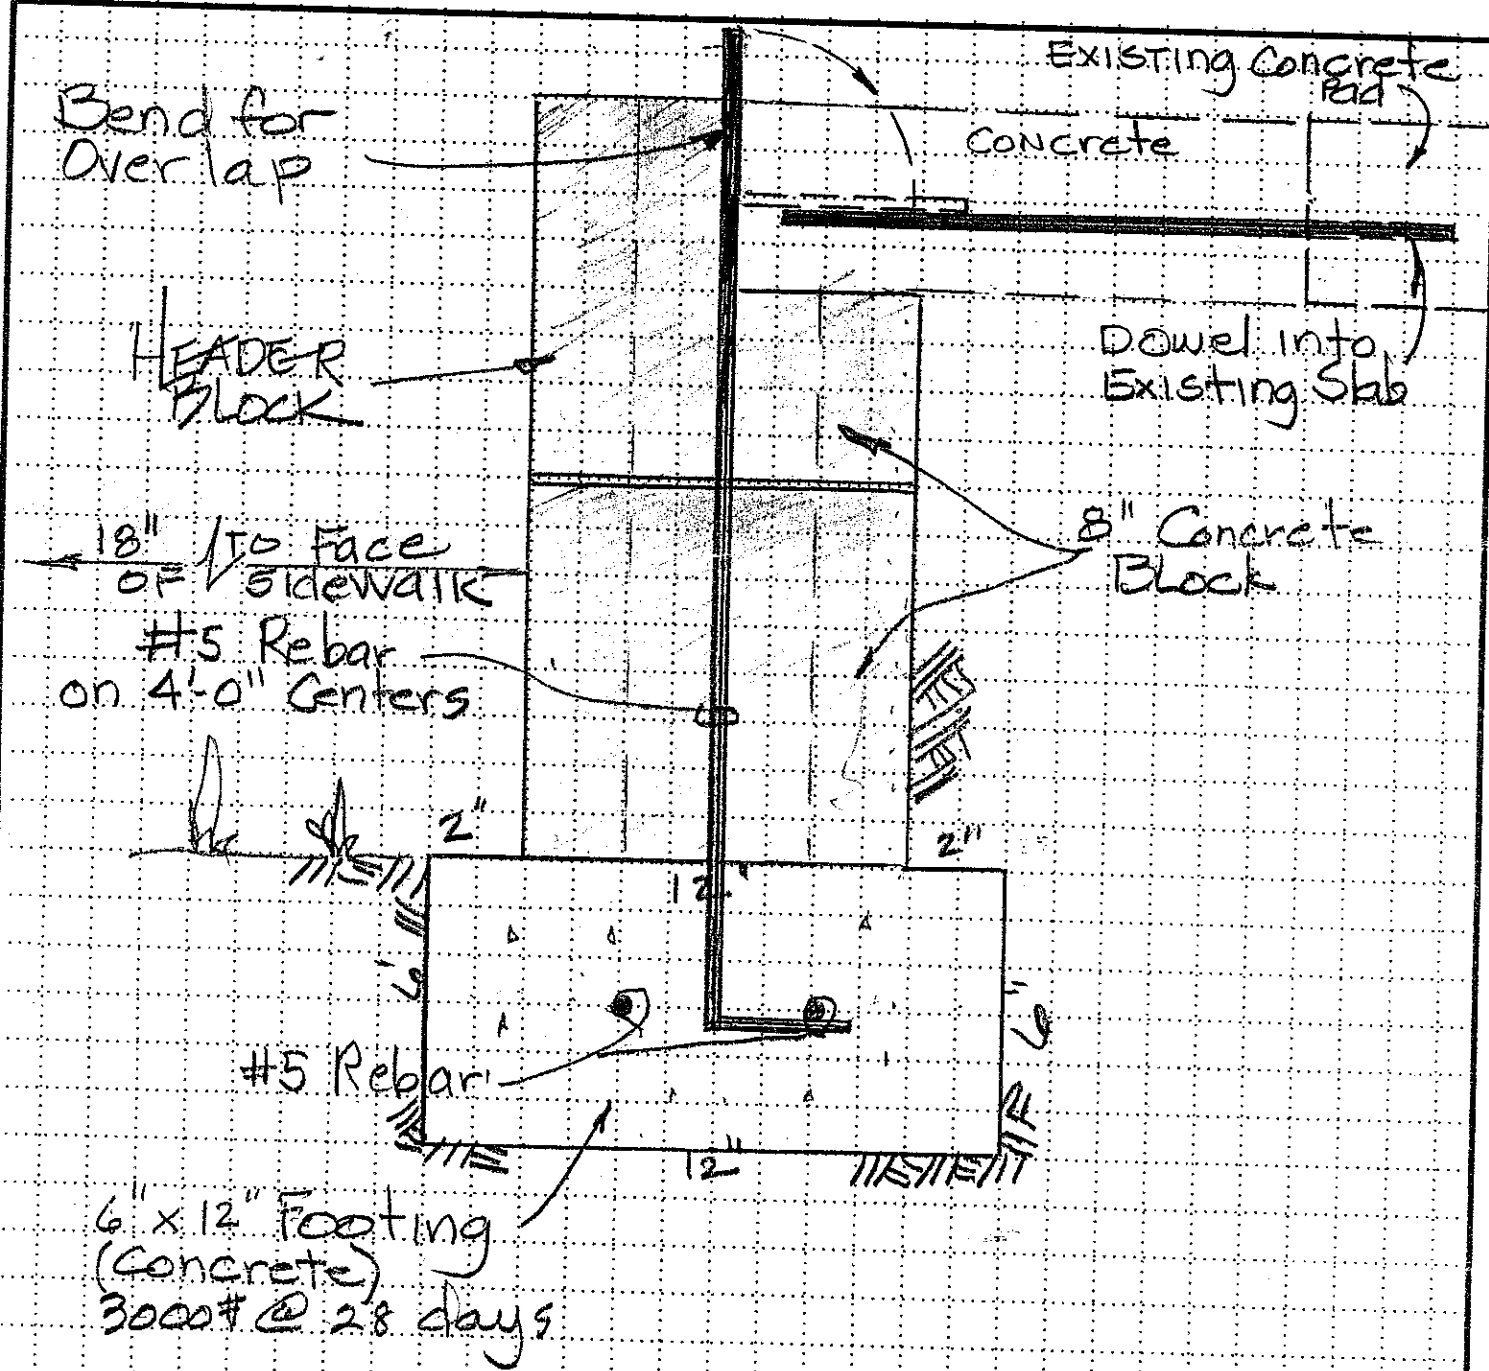 EXISTING CONCRETE
Pad
Bend for
Overlap
CONCRETE
HEADER
BLOCK
Dowel into
Existing Slab
18" TO Face
OF Sidewalk
8" Concrete
BLOCK
#5 Rebar
on 4'-0" Centers
2"
2"
12"
6"
6"
#5 Rebar
12"
6" x 12" Footing
(Concrete)
3000# @ 28 days